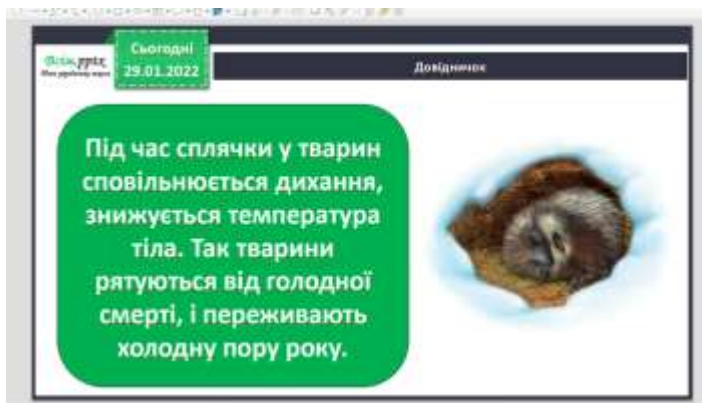 Сьогодні
29.01.2022
Довідничок
Під час сплячки у тварин
сповільнюється дихання,
знижується температура
тіла. Так тварини
рятуються від голодної
смерті, і переживають
холодну пору року.